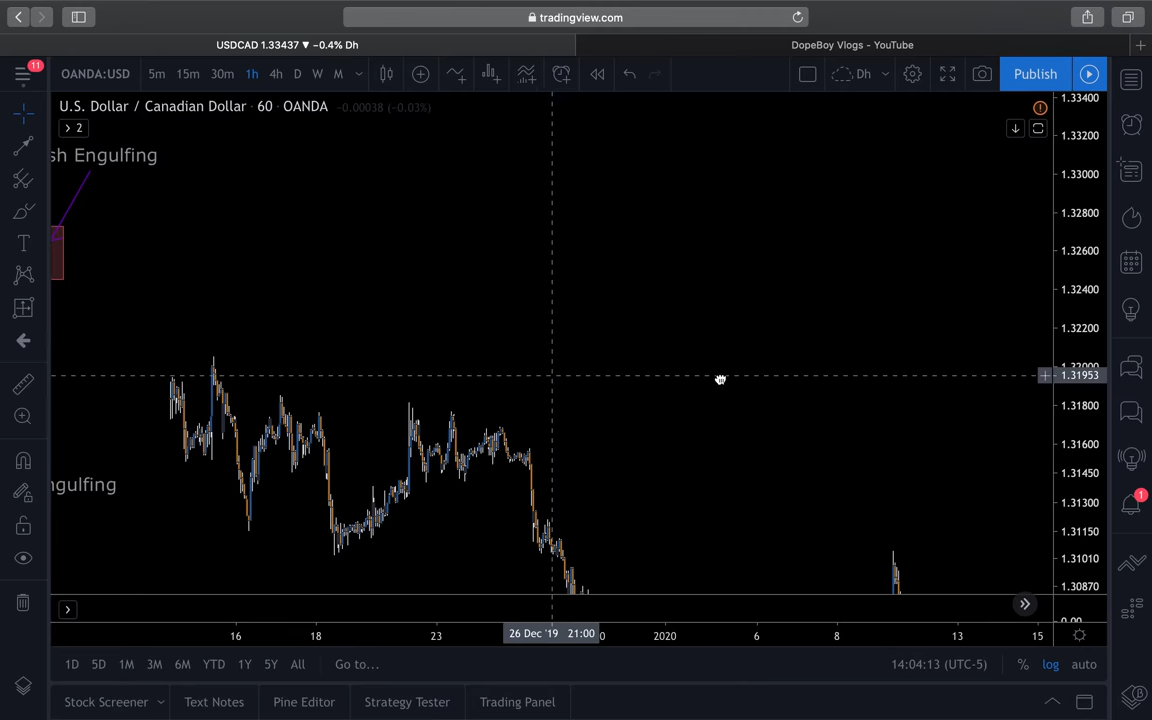 tradingview.com
USDCAD 1.33437 ▼ −0.4% Dh
DopeBoy Vlogs - YouTube
11
OANDA:USD 5m 15m 30m 1h 4h D W M Dh Publish
U.S. Dollar / Canadian Dollar · 60 · OANDA −0.00038 (−0.03%)
2
sh Engulfing
ngulfing
1.33400
1.33200
1.33000
1.32800
1.32600
1.32400
1.32200
1.32000
1.31953
1.31800
1.31600
1.31450
1
1.31300
1.31150
1.31010
1.30870
0.00
16 18 23 26 Dec '19 21:00 0 2020 6 8 13 15
1D 5D 1M 3M 6M YTD 1Y 5Y All Go to... 14:04:13 (UTC-5) % log auto
Stock Screener Text Notes Pine Editor Strategy Tester Trading Panel